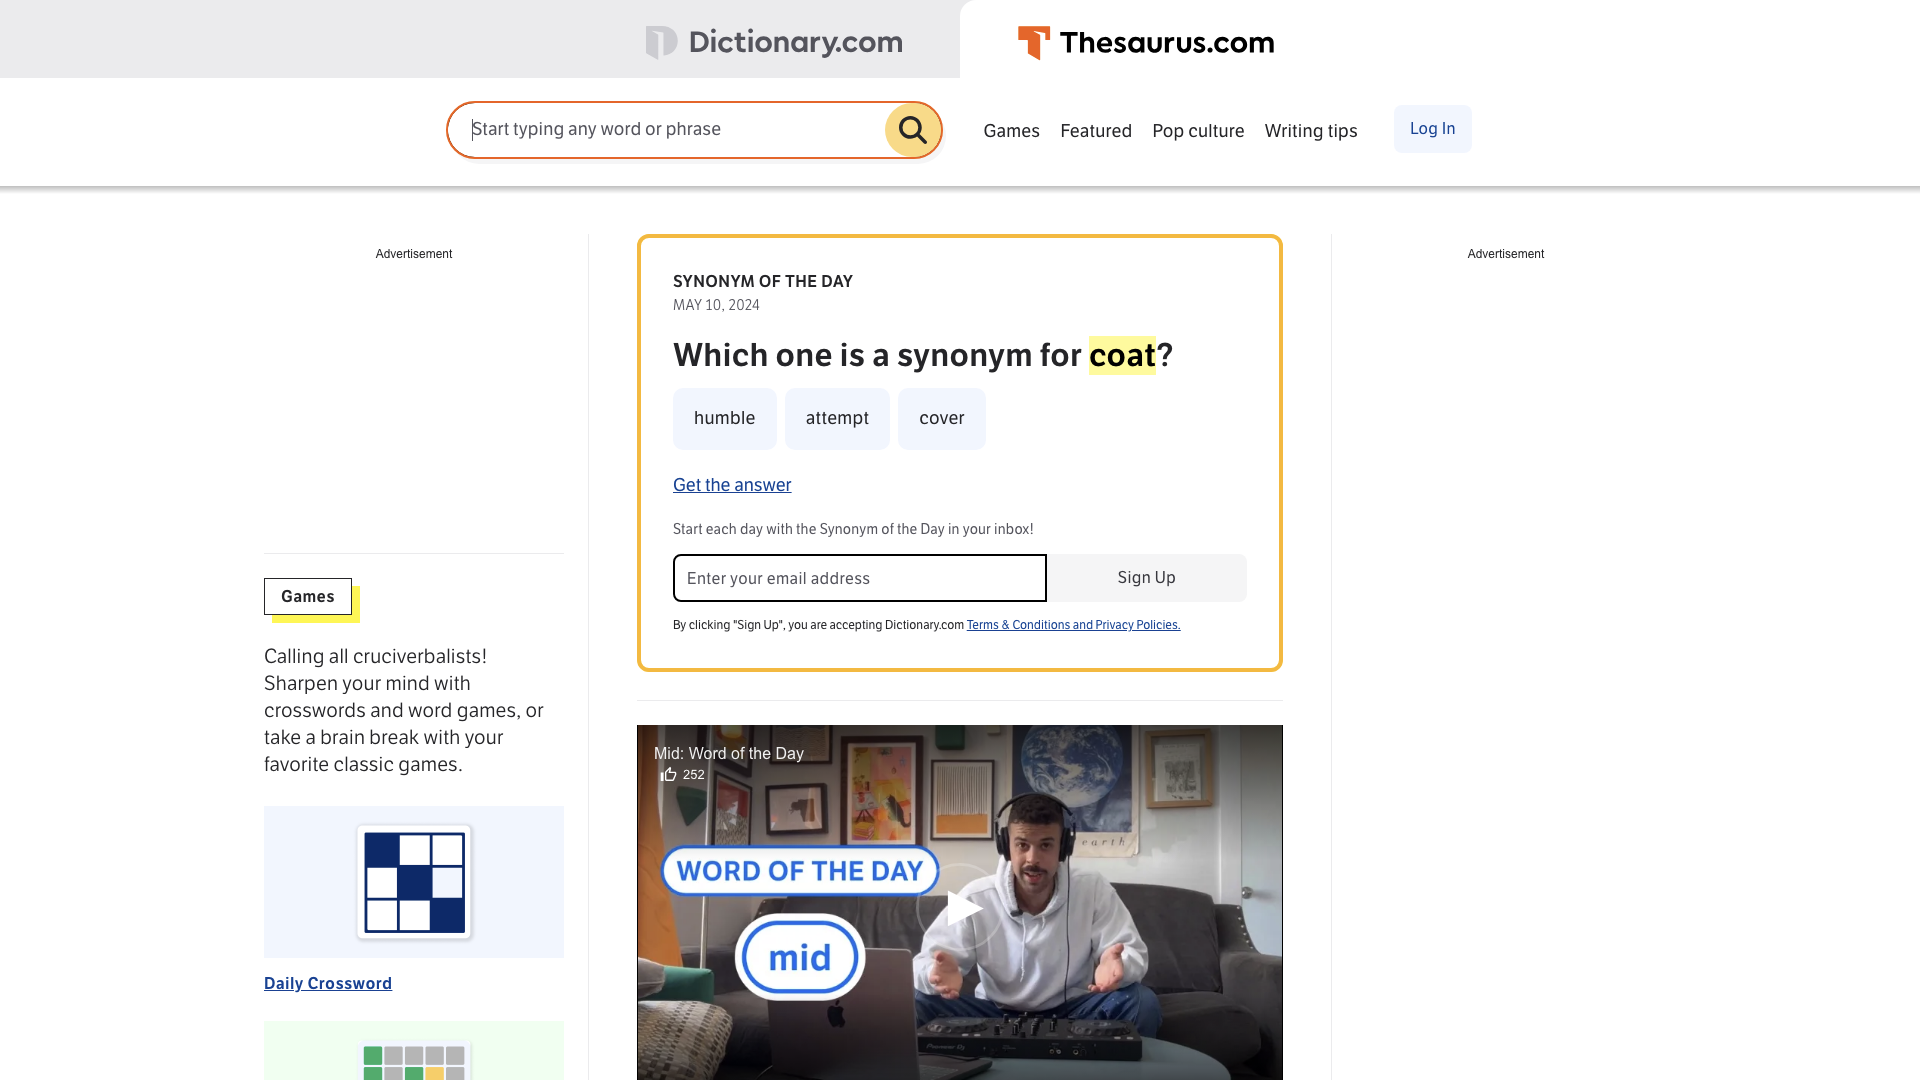 Dictionary.com
Thesaurus.com
Start typing any word or phrase
Games
Featured
Pop culture
Writing tips
Log In
Advertisement
Advertisement
SYNONYM OF THE DAY
MAY 10, 2024
Which one is a synonym for coat?
humble
attempt
cover
Get the answer
Start each day with the Synonym of the Day in your inbox!
Enter your email address
Sign Up
By clicking "Sign Up", you are accepting Dictionary.com Terms & Conditions and Privacy Policies.
Games
Calling all cruciverbalists!
Sharpen your mind with
crosswords and word games, or
take a brain break with your
favorite classic games.
Daily Crossword
Mid: Word of the Day
252
earth
WORD OF THE DAY
mid
Pioneer DJ